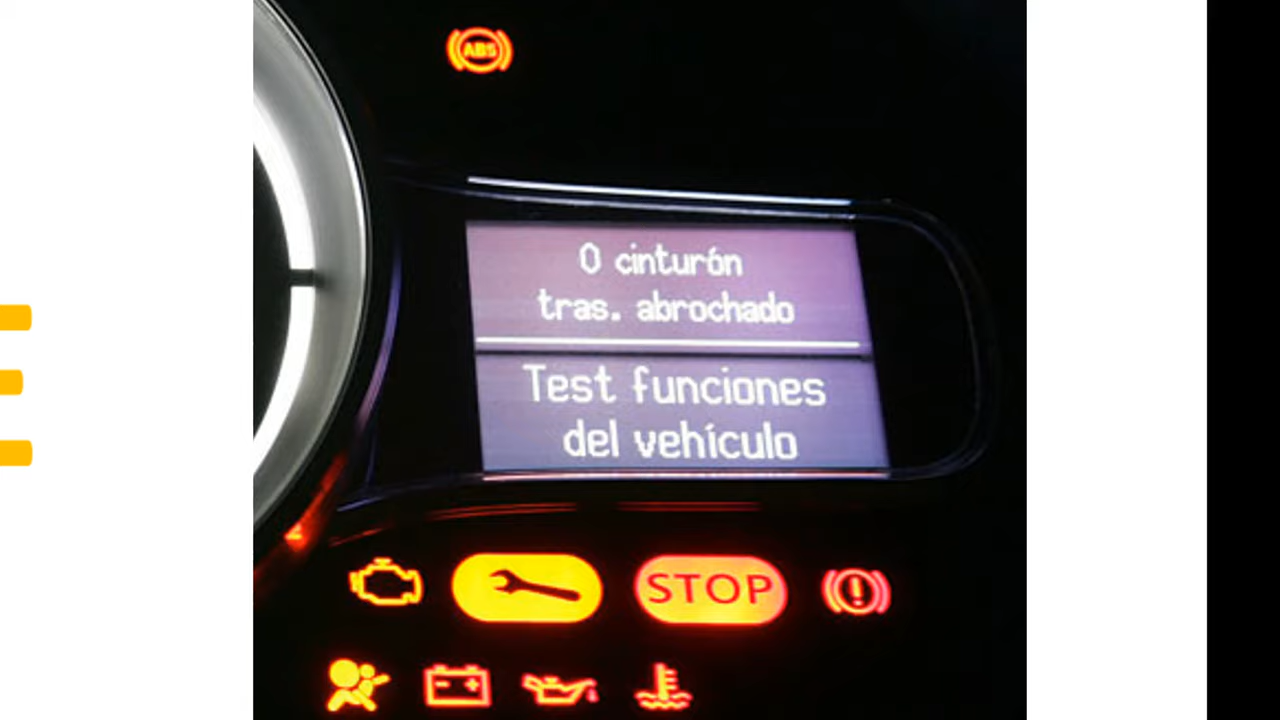 ABS
0 cinturón
tras. abrochado
Test funciones
del vehículo
STOP